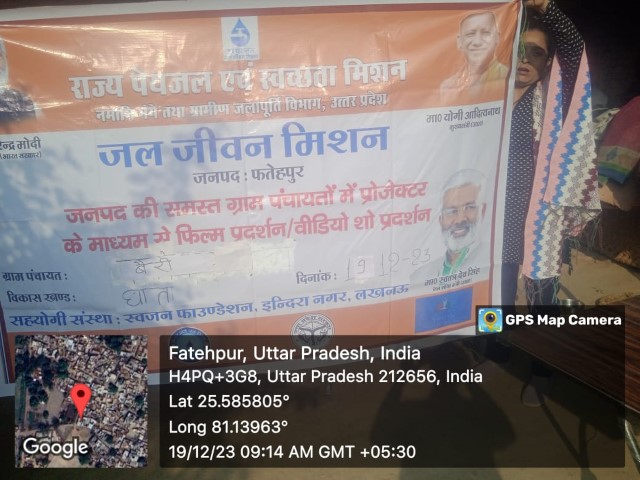 राज्य पेयजल एवं स्वच्छता मिशन
नमामि गंगे तथा ग्रामीण जलापूर्ति विभाग, उत्तर प्रदेश
रेन्द्र मोदी
मा० योगी आदित्यनाथ
जल जीवन मिशन
जनपद : फतेहपुर
जनपद की समस्त ग्राम पंचायतों में प्रोजेक्टर
के माध्यम से फिल्म प्रदर्शन/वीडियो शो प्रदर्शन
ग्राम पंचायत :
दिनांक : 19-12-23
विकास खण्ड :
मा० स्वतंत्र देव सिंह
सहयोगी संस्था : स्वजन फाउण्डेशन, इन्दिरा नगर, लखनऊ
GPS Map Camera
Fatehpur, Uttar Pradesh, India
H4PQ+3G8, Uttar Pradesh 212656, India
Lat 25.585805°
Long 81.13963°
19/12/23 09:14 AM GMT +05:30
Google